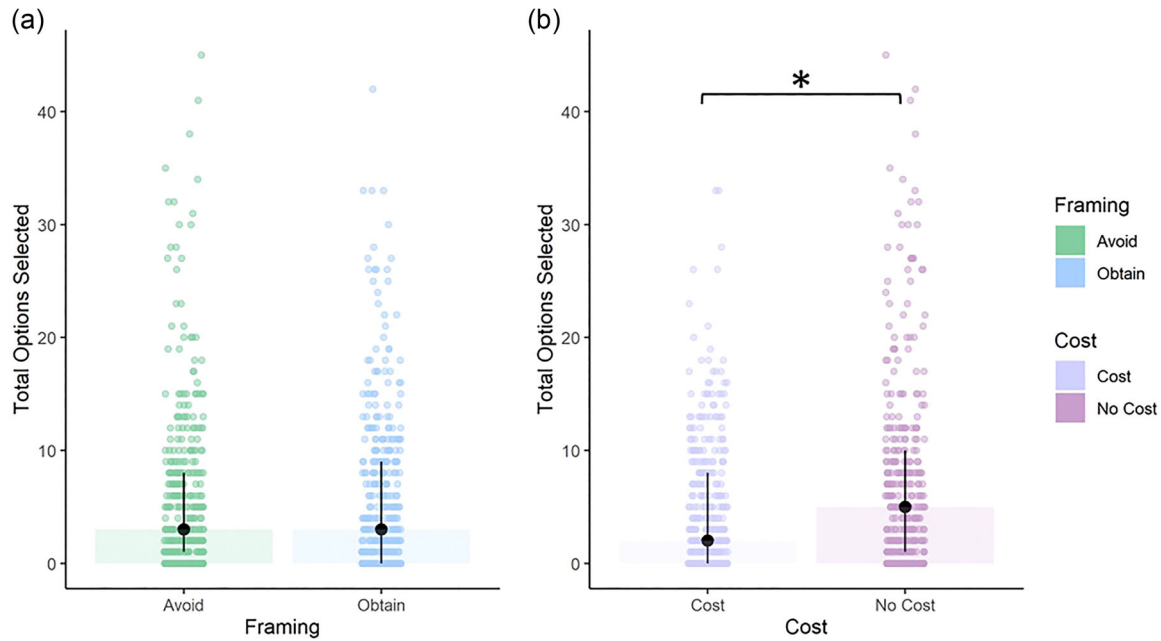 (a)
Total Options Selected
40
30
20
10
0
Avoid
Obtain
Framing
(b)
Total Options Selected
40
30
20
10
0
*
Cost
No Cost
Cost
Framing
Avoid
Obtain
Cost
Cost
No Cost